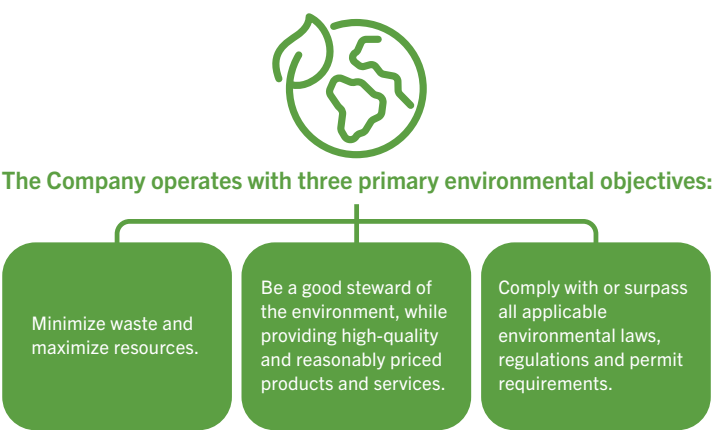 The Company operates with three primary environmental objectives:
Minimize waste and
maximize resources.
Be a good steward of
the environment, while
providing high-quality
and reasonably priced
products and services.
Comply with or surpass
all applicable
environmental laws,
regulations and permit
requirements.